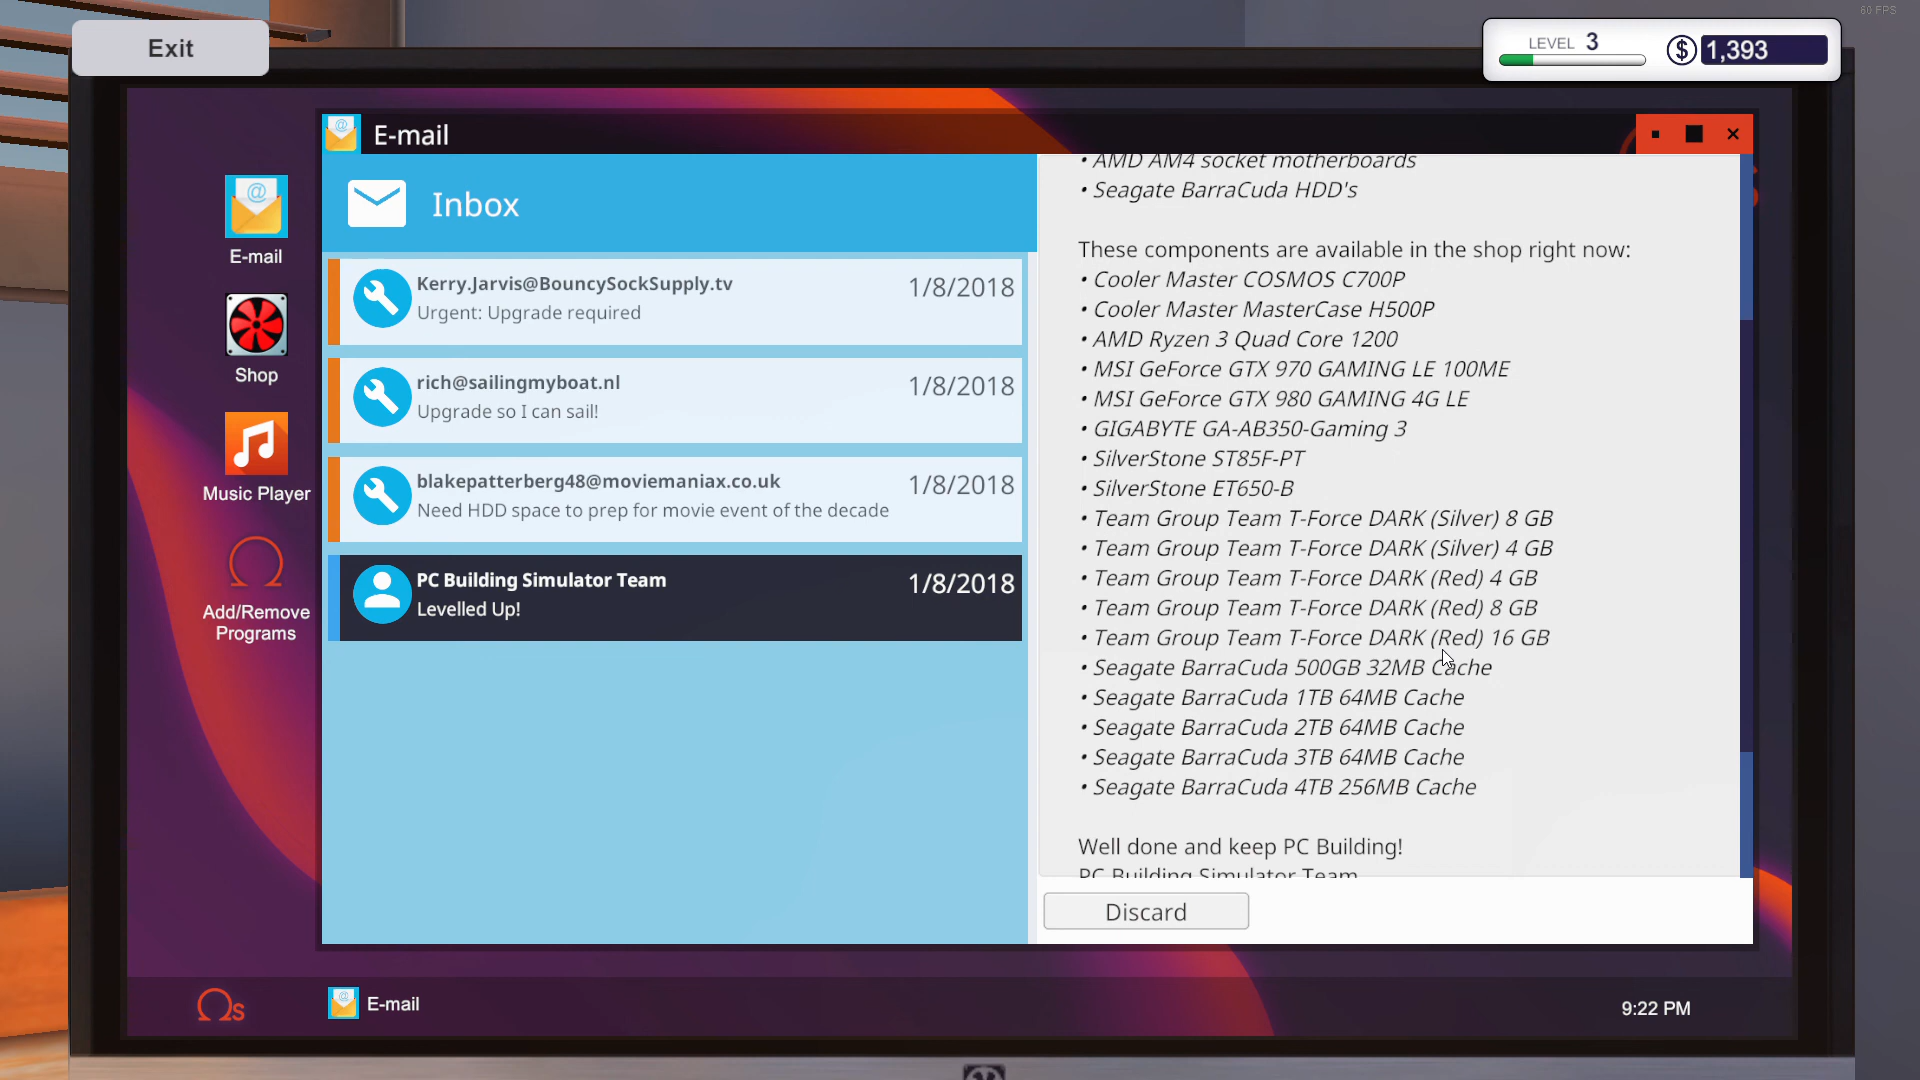 60 FPS
Exit
LEVEL 3
$ 1,393
E-mail
E-mail
Shop
Music Player
Add/Remove
Programs
Inbox
Kerry.Jarvis@BouncySockSupply.tv
1/8/2018
Urgent: Upgrade required
rich@sailingmyboat.nl
1/8/2018
Upgrade so I can sail!
blakepatterberg48@moviemaniax.co.uk
1/8/2018
Need HDD space to prep for movie event of the decade
PC Building Simulator Team
1/8/2018
Levelled Up!
• AMD AM4 socket motherboards
• Seagate BarraCuda HDD's
These components are available in the shop right now:
• Cooler Master COSMOS C700P
• Cooler Master MasterCase H500P
• AMD Ryzen 3 Quad Core 1200
• MSI GeForce GTX 970 GAMING LE 100ME
• MSI GeForce GTX 980 GAMING 4G LE
• GIGABYTE GA-AB350-Gaming 3
• SilverStone ST85F-PT
• SilverStone ET650-B
• Team Group Team T-Force DARK (Silver) 8 GB
• Team Group Team T-Force DARK (Silver) 4 GB
• Team Group Team T-Force DARK (Red) 4 GB
• Team Group Team T-Force DARK (Red) 8 GB
• Team Group Team T-Force DARK (Red) 16 GB
• Seagate BarraCuda 500GB 32MB Cache
• Seagate BarraCuda 1TB 64MB Cache
• Seagate BarraCuda 2TB 64MB Cache
• Seagate BarraCuda 3TB 64MB Cache
• Seagate BarraCuda 4TB 256MB Cache
Well done and keep PC Building!
PC Building Simulator Team
Discard
Ωs
E-mail
9:22 PM